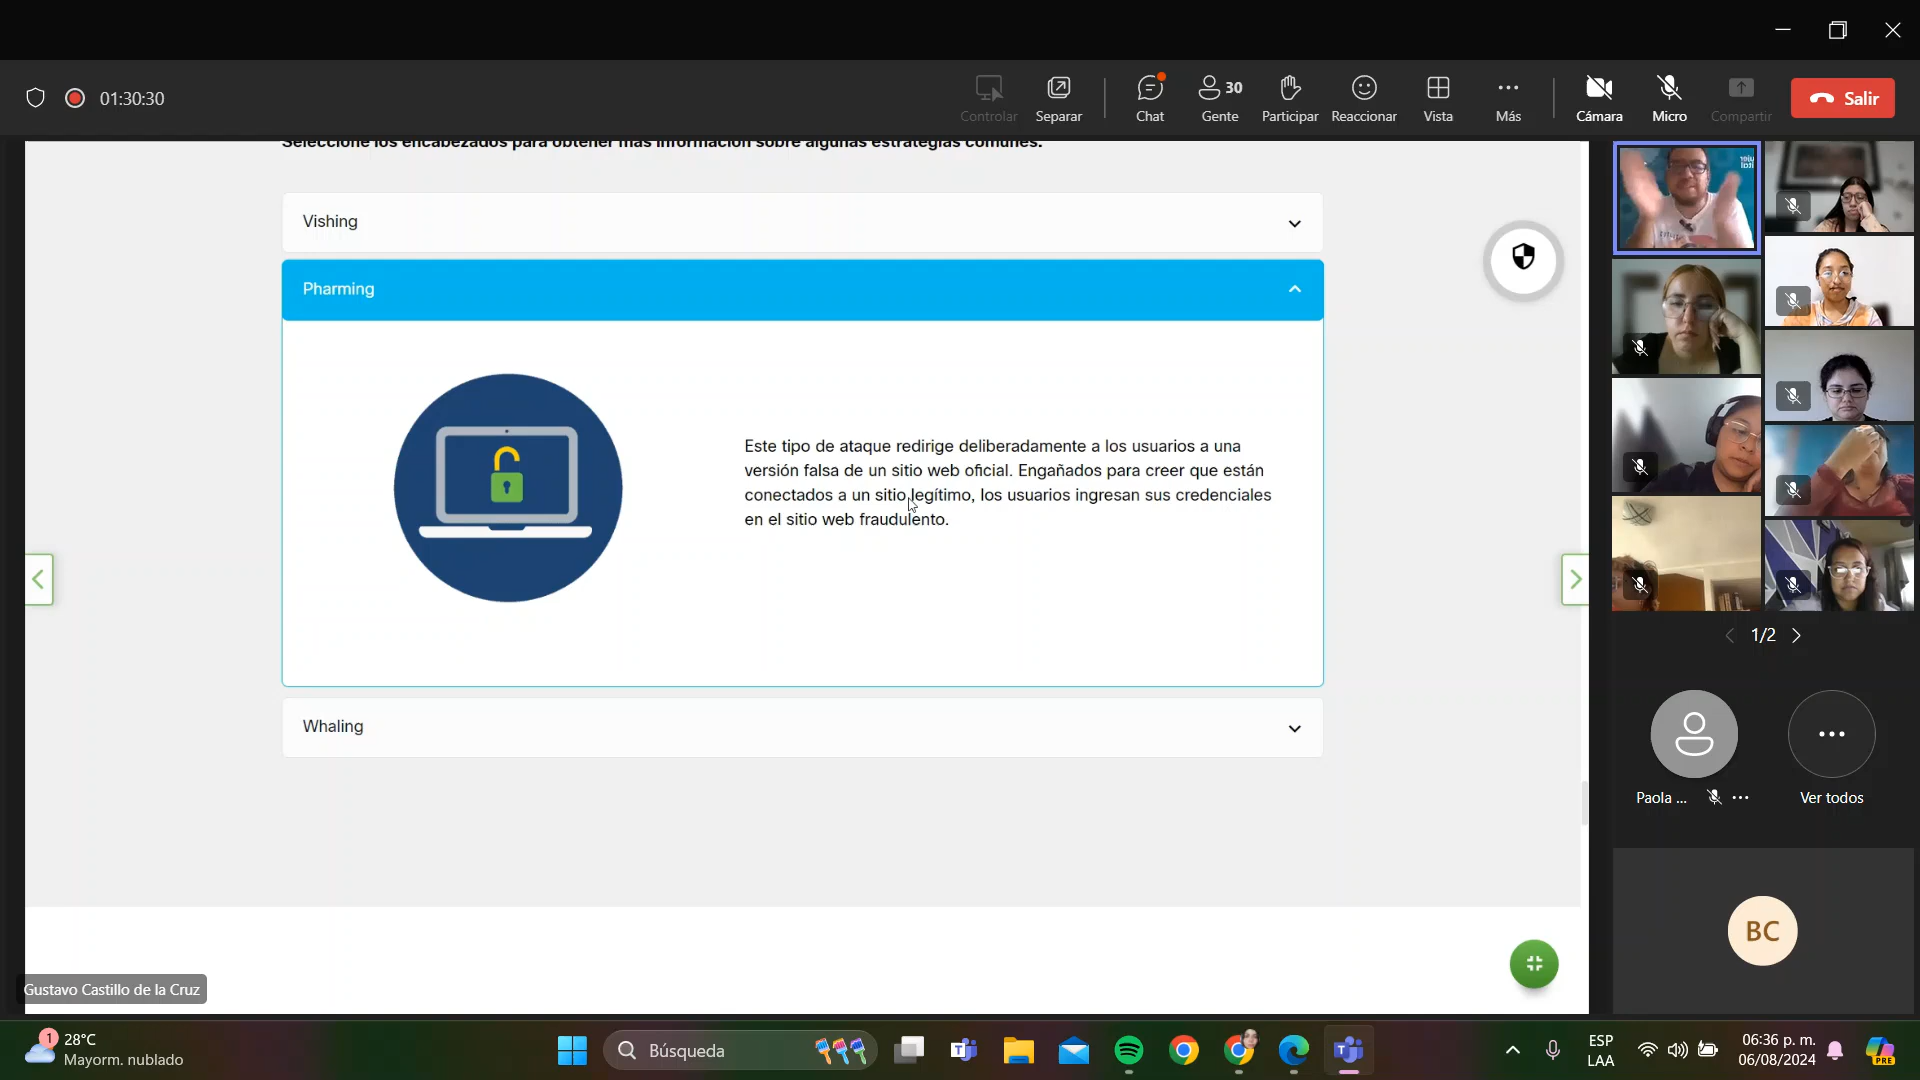 01:30:30
Controlar
Separar
Chat
30
Gente
Participar
Reaccionar
Vista
Más
Cámara
Micro
Compartir
Salir
Seleccione los encabezados para obtener más información sobre algunas estrategias comunes.
Vishing
Pharming
Este tipo de ataque redirige deliberadamente a los usuarios a una
versión falsa de un sitio web oficial. Engañados para creer que están
conectados a un sitio legítimo, los usuarios ingresan sus credenciales
en el sitio web fraudulento.
Whaling
1/2
Paola ...
Ver todos
BC
Gustavo Castillo de la Cruz
1
28°C
Mayorm. nublado
Búsqueda
ESP
LAA
06:36 p. m.
06/08/2024
PRE